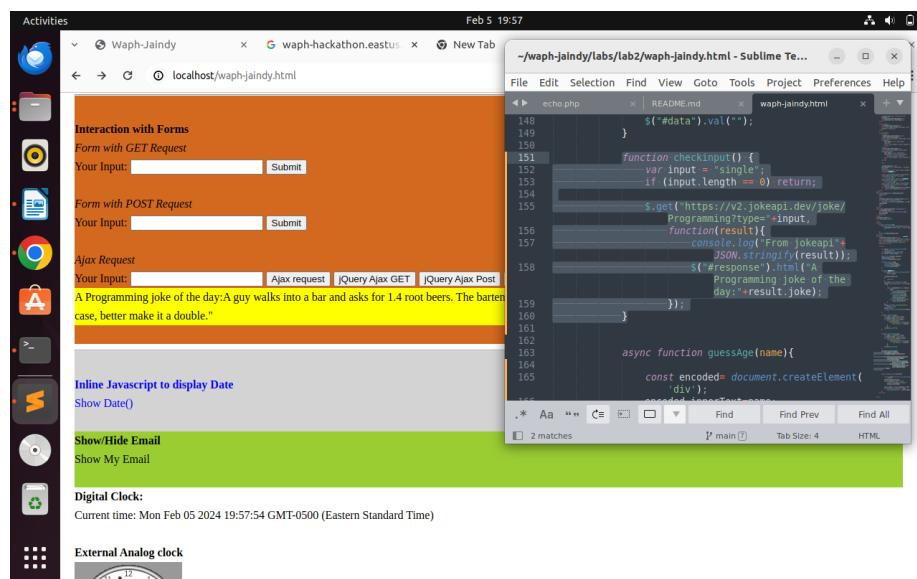 Activities
Feb 5 19:57
Waph-Jaindy
waph-hackathon.eastus.
New Tab
localhost/waph-jaindy.html
Interaction with Forms
Form with GET Request
Your Input:
Submit
Form with POST Request
Your Input:
Submit
Ajax Request
Your Input:
Ajax request
jQuery Ajax GET
jQuery Ajax Post
A Programming joke of the day:A guy walks into a bar and asks for 1.4 root beers. The barten
case, better make it a double."
Inline Javascript to display Date
Show Date()
Show/Hide Email
Show My Email
Digital Clock:
Current time: Mon Feb 05 2024 19:57:54 GMT-0500 (Eastern Standard Time)
External Analog clock
12
~/waph-jaindy/labs/lab2/waph-jaindy.html - Sublime Te...
File Edit Selection Find View Goto Tools Project Preferences Help
echo.php
README.md
waph-jaindy.html
148 $("#data").val("");
149 }
150
151 function checkinput() {
152 var input = "single";
153 if (input.length == 0) return;
154
155 $.get("https://v2.jokeapi.dev/joke/
Programming?type="+input,
156 function(result){
157 console.log("From jokeapi"+
JSON.stringify(result));
158 $("#response").html("A
Programming joke of the
day:"+result.joke);
159 });
160 }
161
162
163 async function guessAge(name){
164
165 const encoded= document.createElement(
'div');
encoded.innerText=name;
.* Aa
Find
Find Prev
Find All
2 matches
main
7
Tab Size: 4
HTML